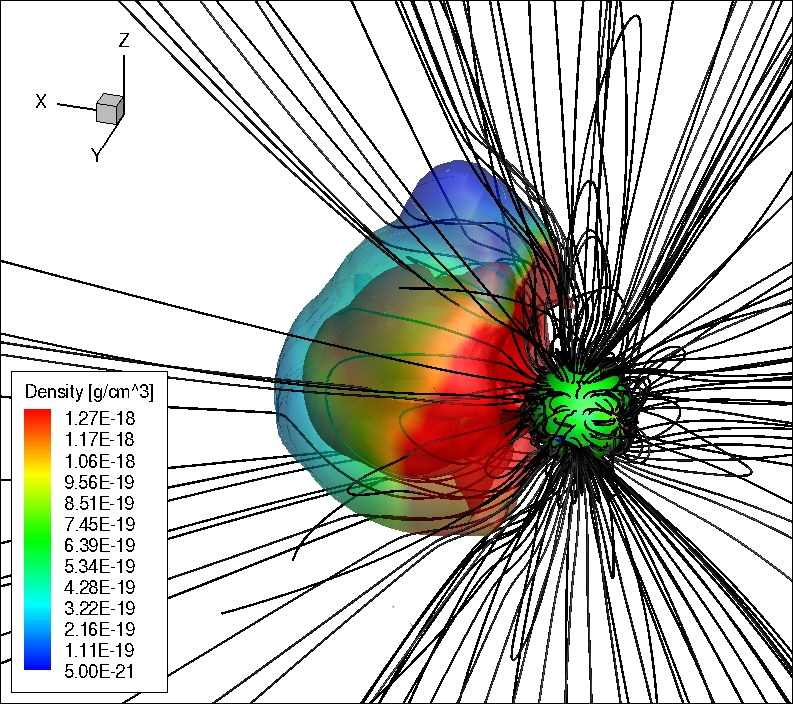 Z
X
Y
Density [g/cm^3]
1.27E-18
1.17E-18
1.06E-18
9.56E-19
8.51E-19
7.45E-19
6.39E-19
5.34E-19
4.28E-19
3.22E-19
2.16E-19
1.11E-19
5.00E-21